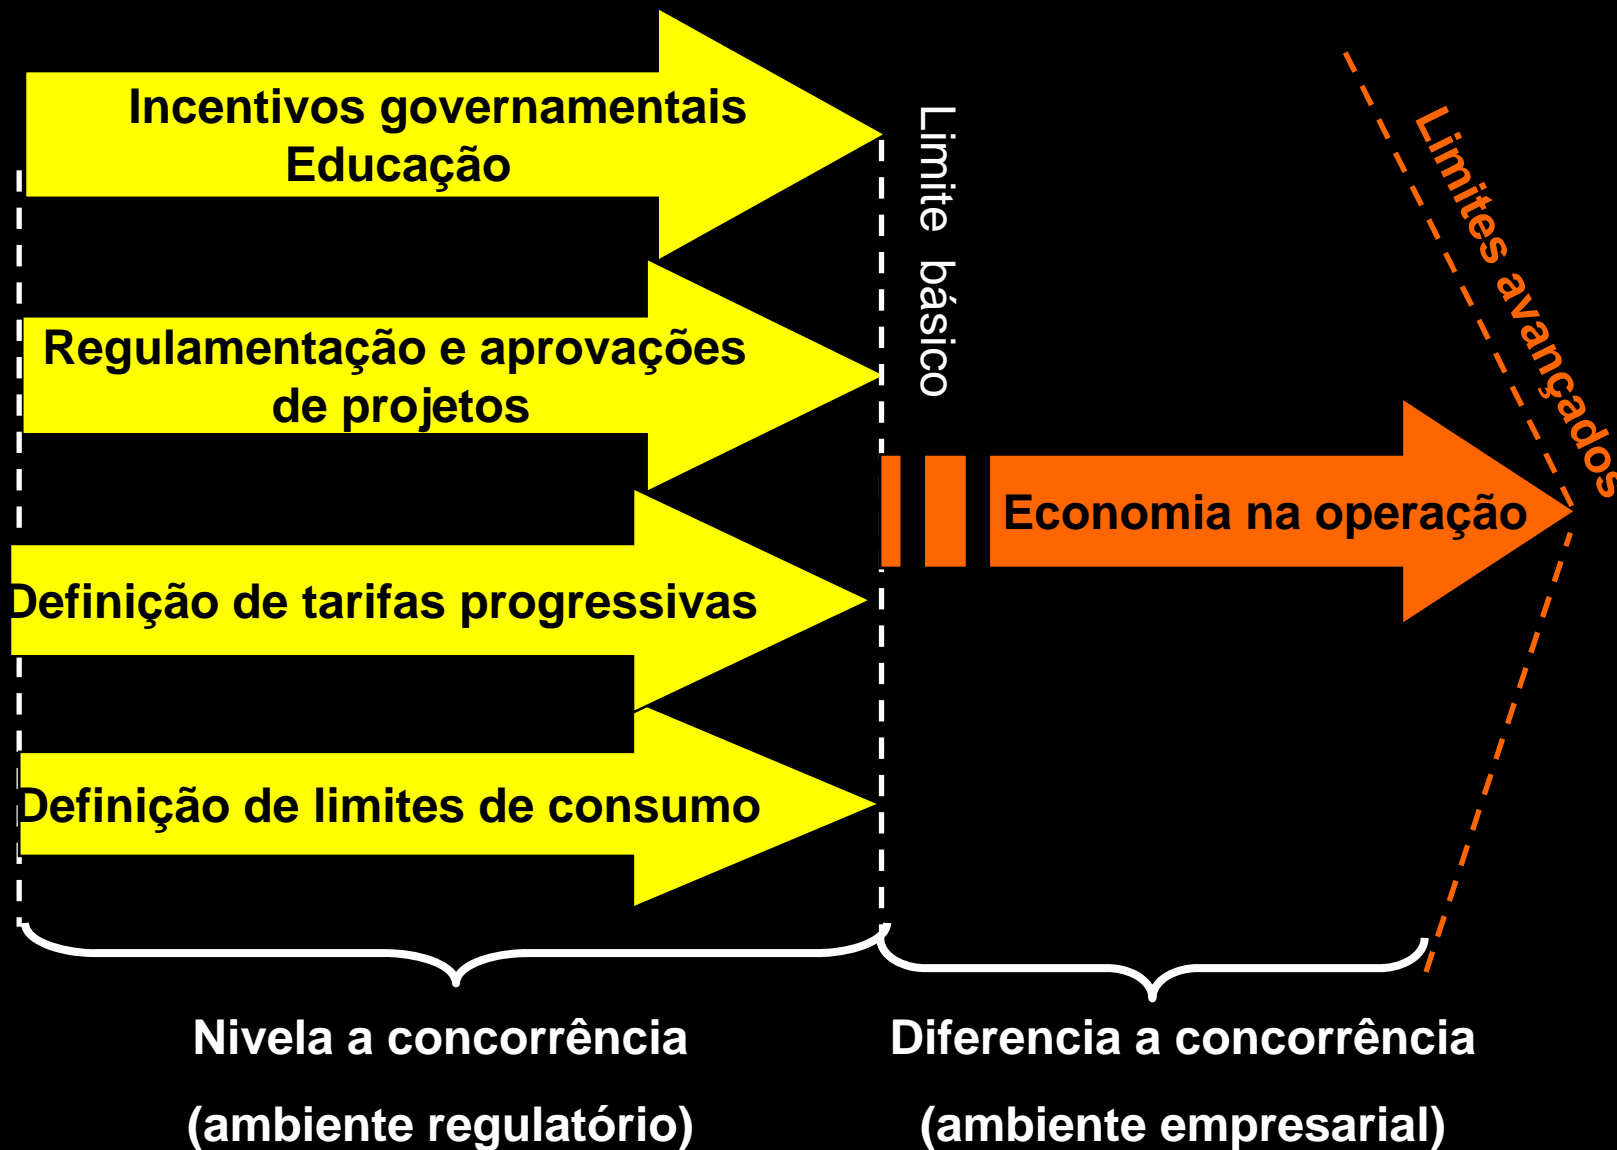 Incentivos governamentais
Educação
Regulamentação e aprovações
de projetos
Definição de tarifas progressivas
Definição de limites de consumo
Limite básico
Economia na operação
Limites avançados
Nivela a concorrência
(ambiente regulatório)
Diferencia a concorrência
(ambiente empresarial)